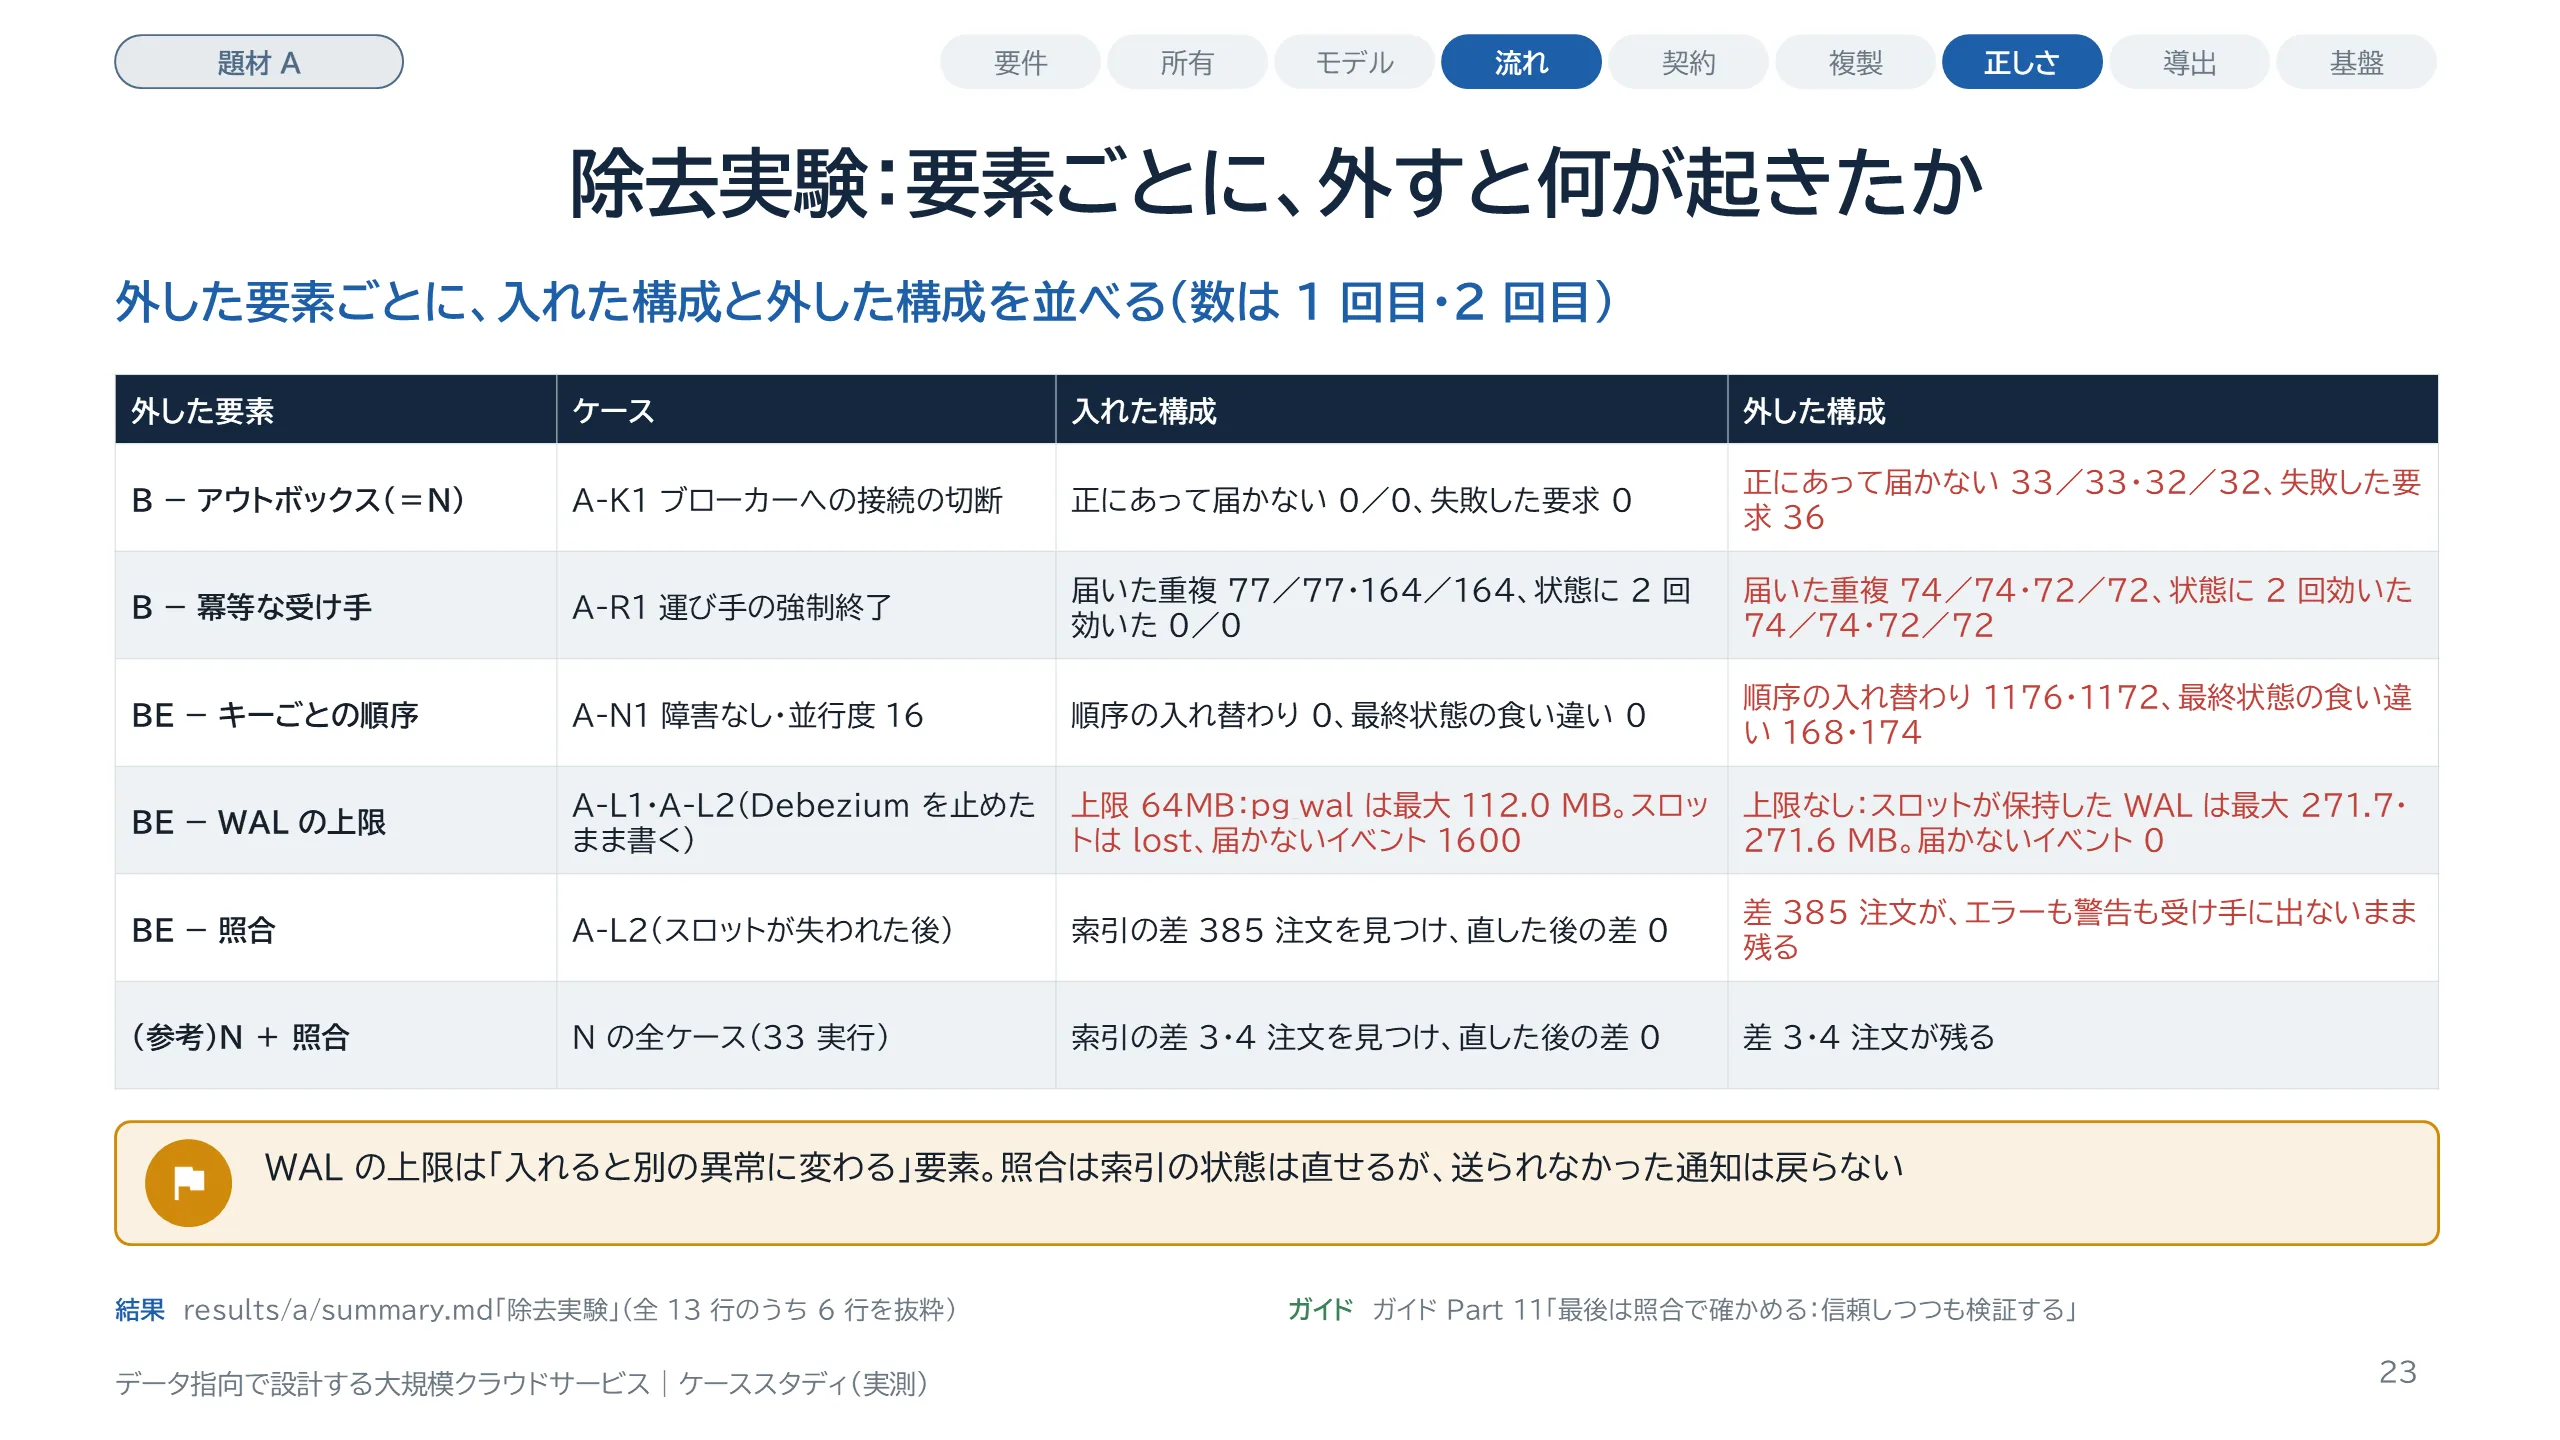 題材 A
要件
所有
モデル
流れ
契約
複製
正しさ
導出
基盤
除去実験：要素ごとに、外すと何が起きたか
外した要素ごとに、入れた構成と外した構成を並べる（数は 1 回目・2 回目）
外した要素
ケース
入れた構成
外した構成
B − アウトボックス（＝N）
A-K1 ブローカーへの接続の切断
正にあって届かない 0／0、失敗した要求 0
正にあって届かない 33／33・32／32、失敗した要
求 36
B − 冪等な受け手
A-R1 運び手の強制終了
届いた重複 77／77・164／164、状態に 2 回
効いた 0／0
届いた重複 74／74・72／72、状態に 2 回効いた
74／74・72／72
BE − キーごとの順序
A-N1 障害なし・並行度 16
順序の入れ替わり 0、最終状態の食い違い 0
順序の入れ替わり 1176・1172、最終状態の食い違
い 168・174
BE − WAL の上限
A-L1・A-L2（Debezium を止めた
まま書く）
上限 64MB：pg_wal は最大 112.0 MB。スロッ
トは lost、届かないイベント 1600
上限なし：スロットが保持した WAL は最大 271.7・
271.6 MB。届かないイベント 0
BE − 照合
A-L2（スロットが失われた後）
索引の差 385 注文を見つけ、直した後の差 0
差 385 注文が、エラーも警告も受け手に出ないまま
残る
（参考）N ＋ 照合
N の全ケース（33 実行）
索引の差 3・4 注文を見つけ、直した後の差 0
差 3・4 注文が残る
WAL の上限は「入れると別の異常に変わる」要素。照合は索引の状態は直せるが、送られなかった通知は戻らない
結果 results/a/summary.md「除去実験」（全 13 行のうち 6 行を抜粋）
ガイド ガイド Part 11「最後は照合で確かめる：信頼しつつも検証する」
データ指向で設計する大規模クラウドサービス｜ケーススタディ（実測）
23